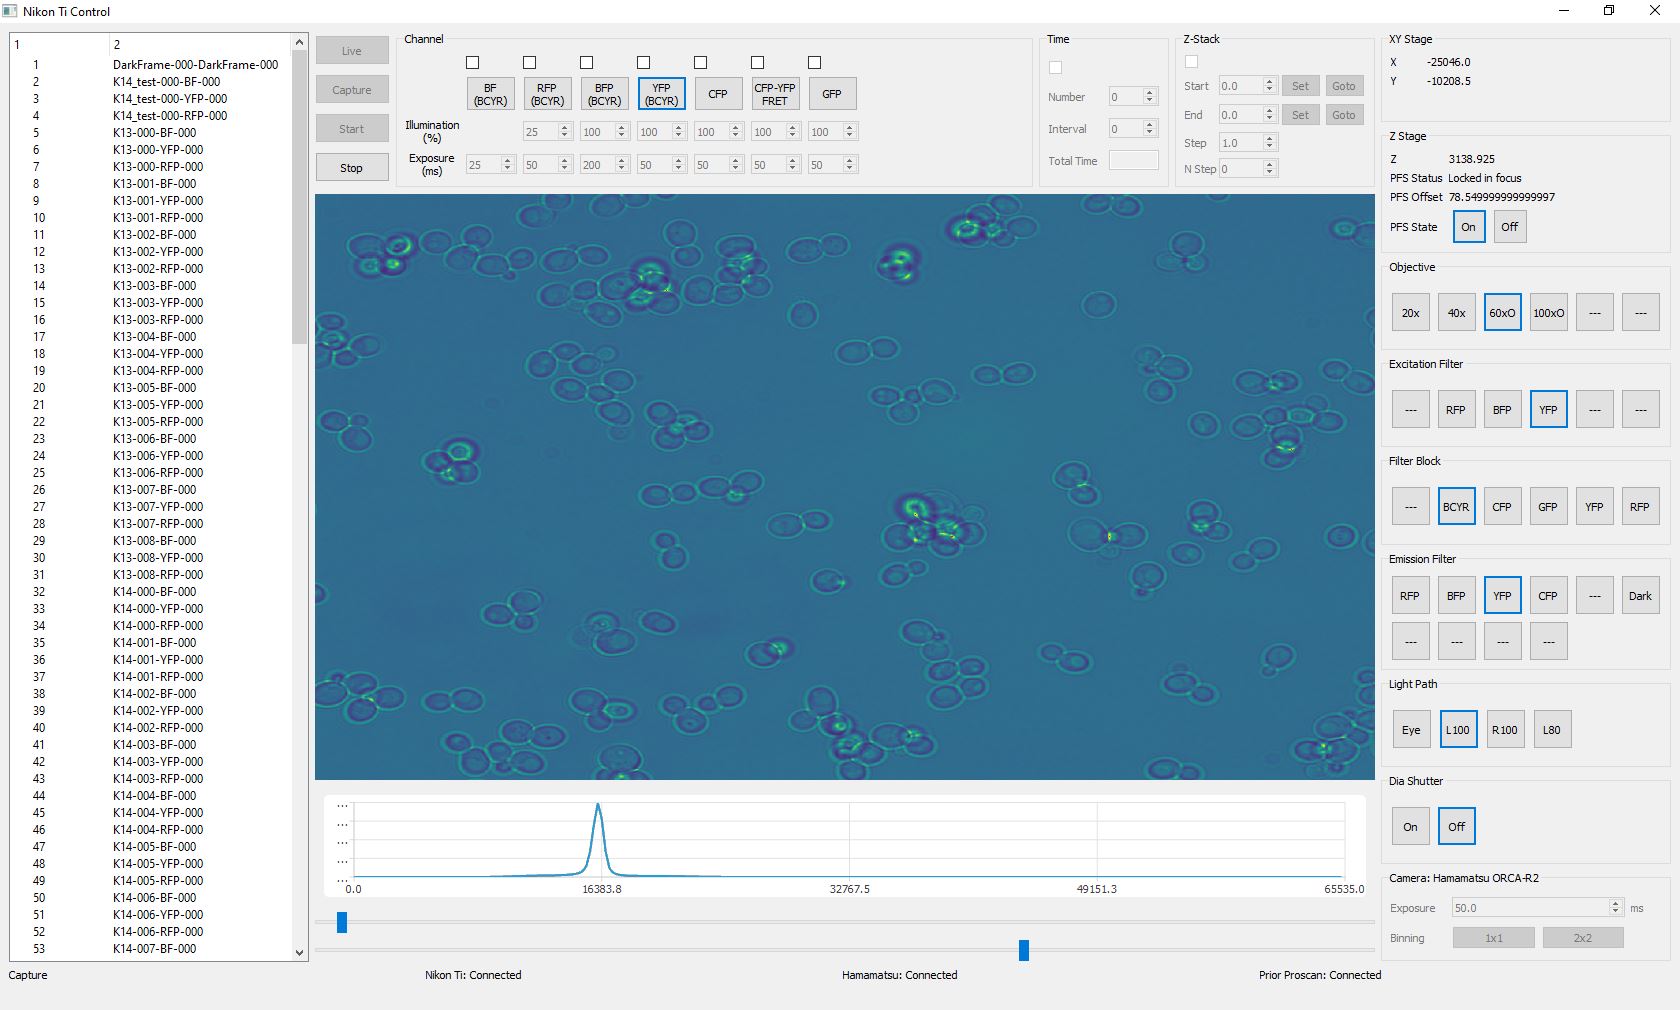 Nikon Ti Control
1 2
1 DarkFrame-000-DarkFrame-000
2 K14_test-000-BF-000
3 K14_test-000-YFP-000
4 K14_test-000-RFP-000
5 K13-000-BF-000
6 K13-000-YFP-000
7 K13-000-RFP-000
8 K13-001-BF-000
9 K13-001-YFP-000
10 K13-001-RFP-000
11 K13-002-BF-000
12 K13-002-YFP-000
13 K13-002-RFP-000
14 K13-003-BF-000
15 K13-003-YFP-000
16 K13-003-RFP-000
17 K13-004-BF-000
18 K13-004-YFP-000
19 K13-004-RFP-000
20 K13-005-BF-000
21 K13-005-YFP-000
22 K13-005-RFP-000
23 K13-006-BF-000
24 K13-006-YFP-000
25 K13-006-RFP-000
26 K13-007-BF-000
27 K13-007-YFP-000
28 K13-007-RFP-000
29 K13-008-BF-000
30 K13-008-YFP-000
31 K13-008-RFP-000
32 K14-000-BF-000
33 K14-000-YFP-000
34 K14-000-RFP-000
35 K14-001-BF-000
36 K14-001-YFP-000
37 K14-001-RFP-000
38 K14-002-BF-000
39 K14-002-YFP-000
40 K14-002-RFP-000
41 K14-003-BF-000
42 K14-003-YFP-000
43 K14-003-RFP-000
44 K14-004-BF-000
45 K14-004-YFP-000
46 K14-004-RFP-000
47 K14-005-BF-000
48 K14-005-YFP-000
49 K14-005-RFP-000
50 K14-006-BF-000
51 K14-006-YFP-000
52 K14-006-RFP-000
53 K14-007-BF-000
Live
Capture
Start
Stop
Channel
BF (BCYR)
RFP (BCYR)
BFP (BCYR)
YFP (BCYR)
CFP
CFP-YFP FRET
GFP
Illumination (%) 25 100 100 100 100 100
Exposure (ms) 25 50 200 50 50 50 50
Time
Number 0
Interval 0
Total Time
Z-Stack
Start 0.0 Set Goto
End 0.0 Set Goto
Step 1.0
N Step 0
... 
...
...
...
...
0.0 16383.8 32767.5 49151.3 65535.0
XY Stage
X -25046.0
Y -10208.5
Z Stage
Z 3138.925
PFS Status Locked in focus
PFS Offset 78.549999999999997
PFS State On Off
Objective
20x 40x 60xO 100xO --- ---
Excitation Filter
--- RFP BFP YFP --- ---
Filter Block
--- BCYR CFP GFP YFP RFP
Emission Filter
RFP BFP YFP CFP --- Dark
--- --- --- ---
Light Path
Eye L100 R100 L80
Dia Shutter
On Off
Camera: Hamamatsu ORCA-R2
Exposure 50.0 ms
Binning 1x1 2x2
Capture Nikon Ti: Connected Hamamatsu: Connected Prior Proscan: Connected